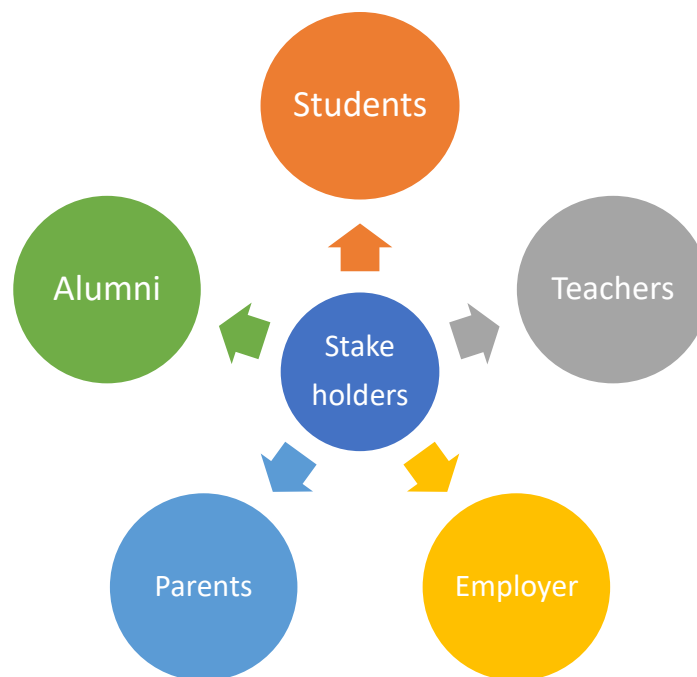 Students
Alumni
Teachers
Stake
holders
Parents
Employer